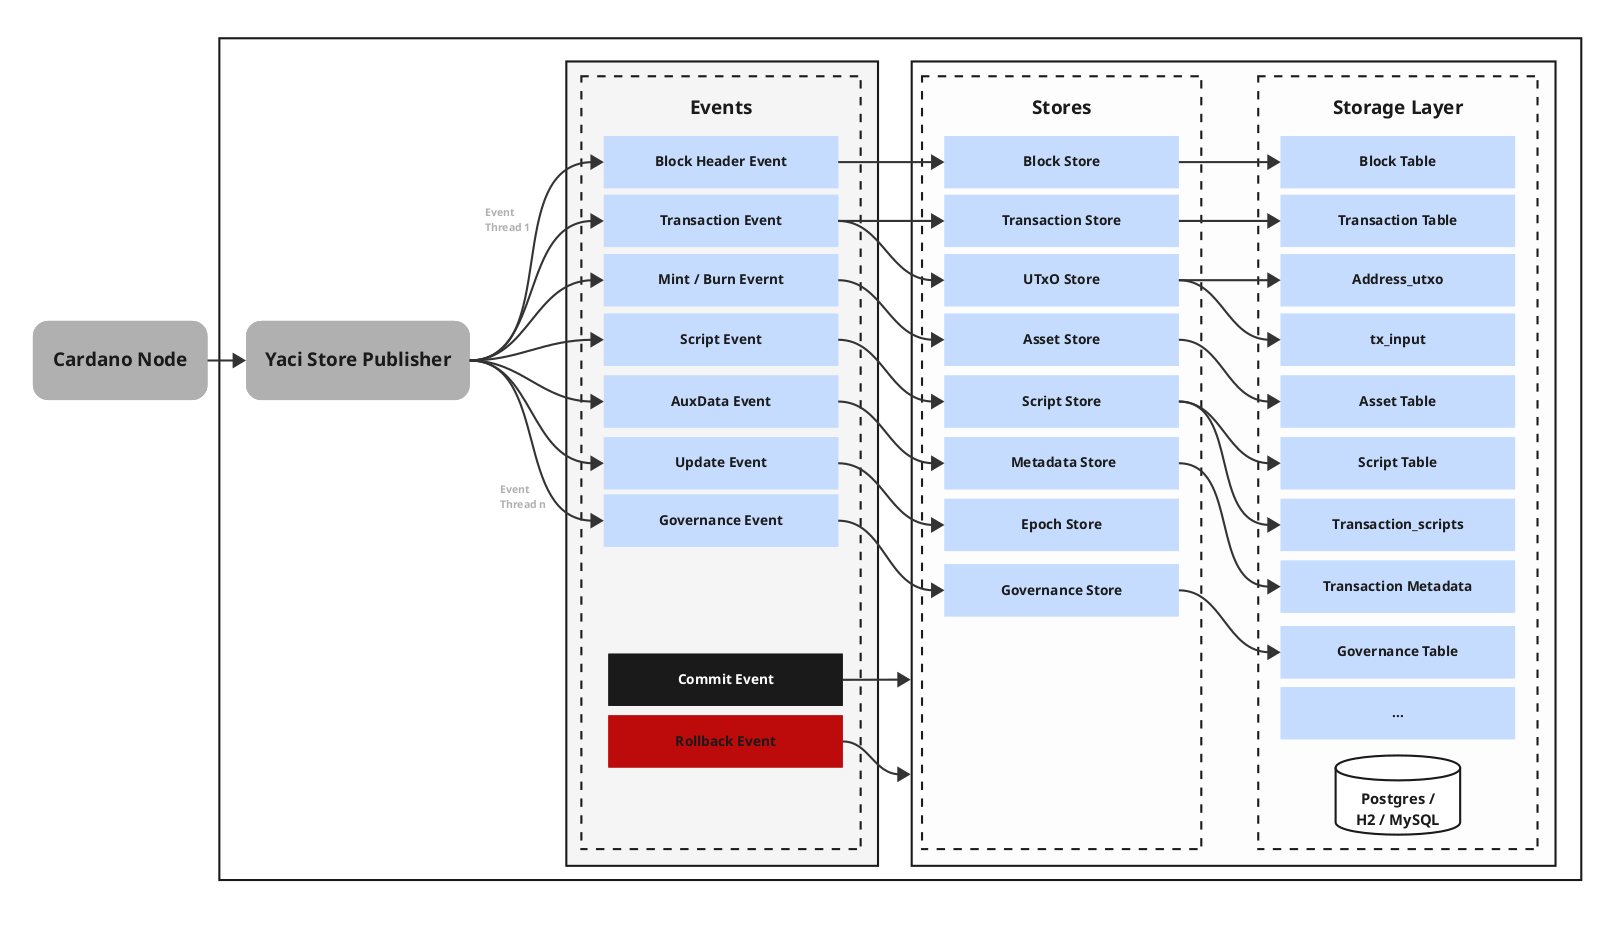 Cardano Node
Yaci Store Publisher
Event
Thread 1
Event
Thread n
Events
Block Header Event
Transaction Event
Mint / Burn Evernt
Script Event
AuxData Event
Update Event
Governance Event
Commit Event
Rollback Event
Stores
Block Store
Transaction Store
UTxO Store
Asset Store
Script Store
Metadata Store
Epoch Store
Governance Store
Storage Layer
Block Table
Transaction Table
Address_utxo
tx_input
Asset Table
Script Table
Transaction_scripts
Transaction Metadata
Governance Table
...
Postgres /
H2 / MySQL